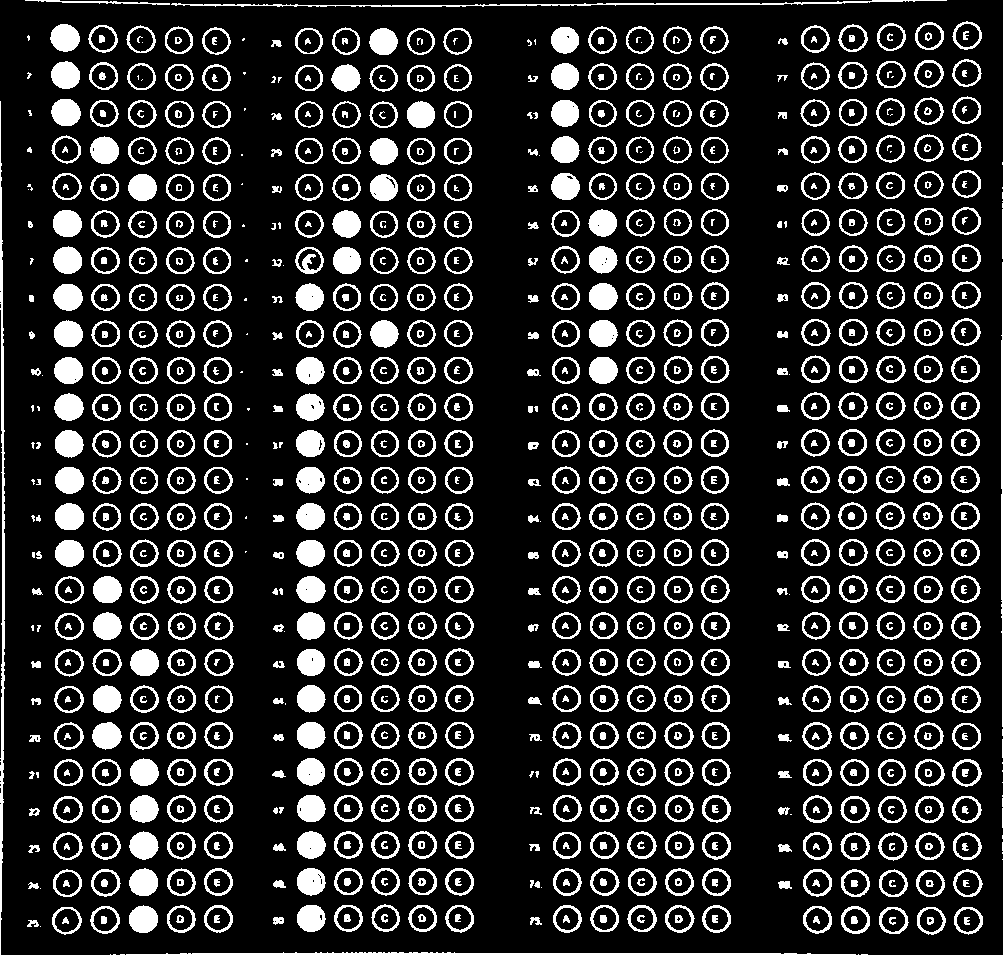 1 B C D E
2 B C D E
3 B C D E
4 A C D E
5 A B D E
6 B C D E
7 B C D E
8 B C D E
9 B C D E
10 B C D E
11 B C D E
12 B C D E
13 B C D E
14 B C D E
15 B C D E
16. A C D E
17 A C D E
18 A B D E
19 A C D E
20 A C D E
21 A B D E
22 A B D E
23 A B D E
24. A B D E
25. A B D E
26 A B D E
27 A C D E
28 A B C E
29 A B D E
30 A B D E
31 A C D E
32. C D E
33 B C D E
34 A B D E
35 B C D E
36 B C D E
37 B C D E
38 B C D E
39 B C D E
40 B C D E
41 B C D E
42. B C D E
43 B C D E
44. B C D E
45 B C D E
46. B C D E
47 B C D E
48. B C D E
49. B C D E
50 B C D E
51 B C D E
52 B C D E
53 B C D E
54. B C D E
55. B C D E
56. A C D E
57. A C D E
58. A C D E
59. A C D E
60. A C D E
61 A B C D E
62 A B C D E
63. A B C D E
64. A B C D E
65 A B C D E
66. A B C D E
67 A B C D E
68. A B C D E
69. A B C D E
70. A B C D E
71 A B C D E
72. A B C D E
73 A B C D E
74. A B C D E
75. A B C D E
76 A B C D E
77 A B C D E
78 A B C D E
79 A B C D E
80 A B C D E
81 A B C D E
82. A B C D E
83 A B C D E
84 A B C D E
85. A B C D E
86. A B C D E
87 A B C D E
88. A B C D E
89 A B C D E
90 A B C D E
91. A B C D E
92. A B C D E
93. A B C D E
94. A B C D E
95. A B C D E
96. A B C D E
97. A B C D E
98. A B C D E
99. A B C D E
A B C D E